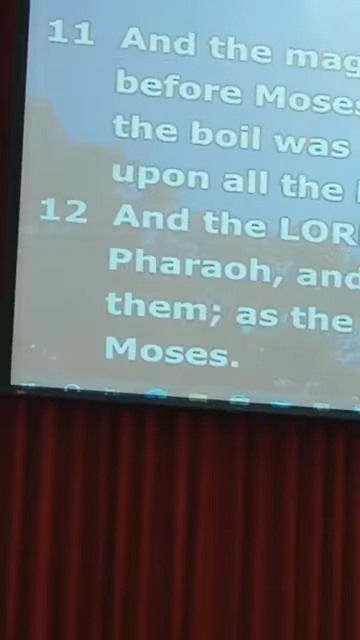 11 And the mag
before Moses
the boil was
upon all the
12 And the LOR
Pharaoh, and
them; as the
Moses.